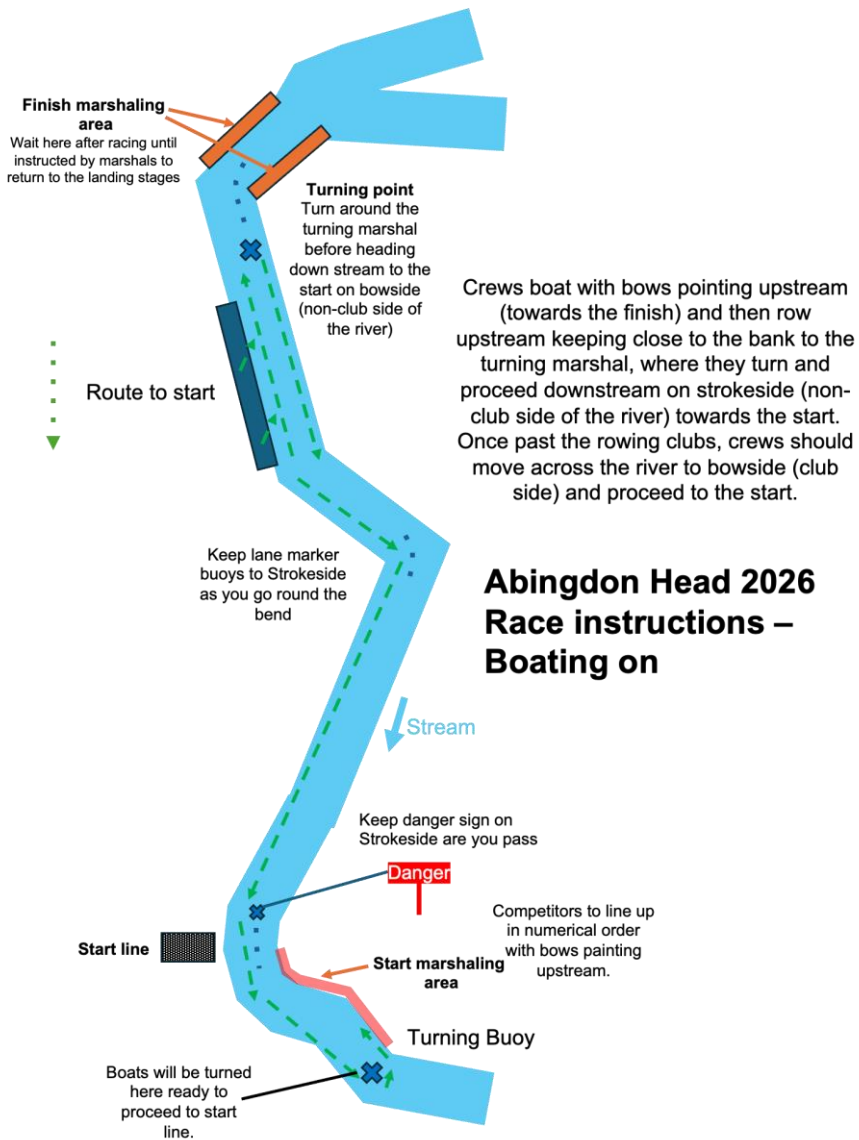 Finish marshaling
area
Wait here after racing until
instructed by marshals to
return to the landing stages
Turning point
Turn around the
turning marshal
before heading
down stream to the
start on bowside
(non-club side of
the river)
Crews boat with bows pointing upstream
(towards the finish) and then row
upstream keeping close to the bank to the
turning marshal, where they turn and
proceed downstream on strokeside (non-
club side of the river) towards the start.
Once past the rowing clubs, crews should
move across the river to bowside (club
side) and proceed to the start.
Route to start
Keep lane marker
buoys to Strokeside
as you go round the
bend
Abingdon Head 2026
Race instructions –
Boating on
Stream
Keep danger sign on
Strokeside are you pass
Danger
Competitors to line up
in numerical order
with bows painting
upstream.
Start line
Start marshaling
area
Turning Buoy
Boats will be turned
here ready to
proceed to start
line.